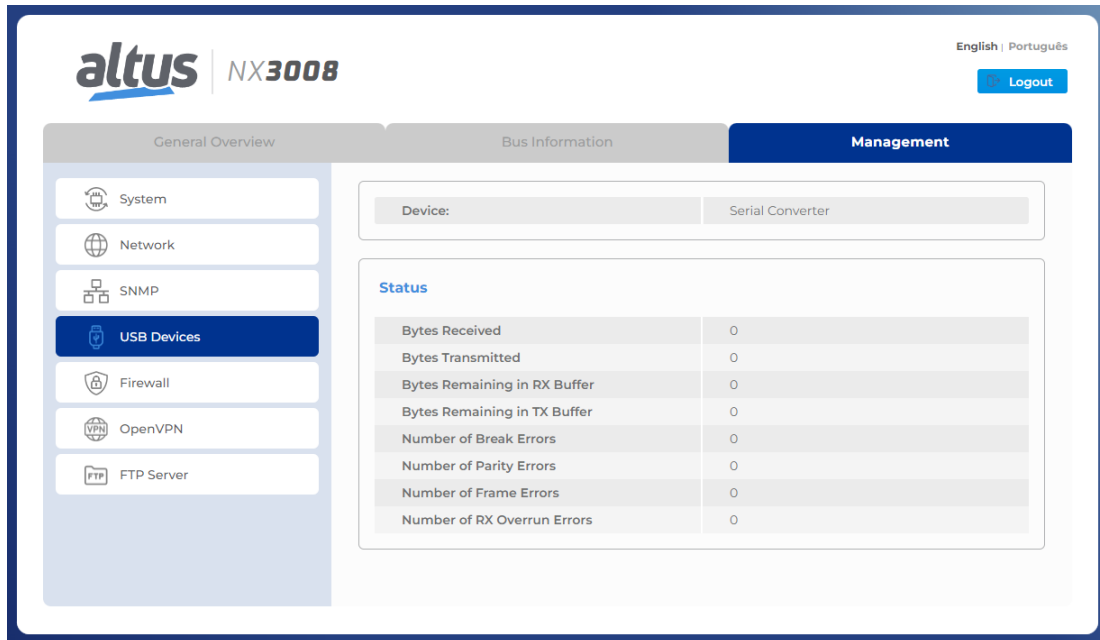 English | Português
altus NX3008
Logout
General Overview Bus Information Management
System
Network
SNMP
USB Devices
Firewall
VPN OpenVPN
FTP FTP Server
Device: Serial Converter
Status
Bytes Received 0
Bytes Transmitted 0
Bytes Remaining in RX Buffer 0
Bytes Remaining in TX Buffer 0
Number of Break Errors 0
Number of Parity Errors 0
Number of Frame Errors 0
Number of RX Overrun Errors 0